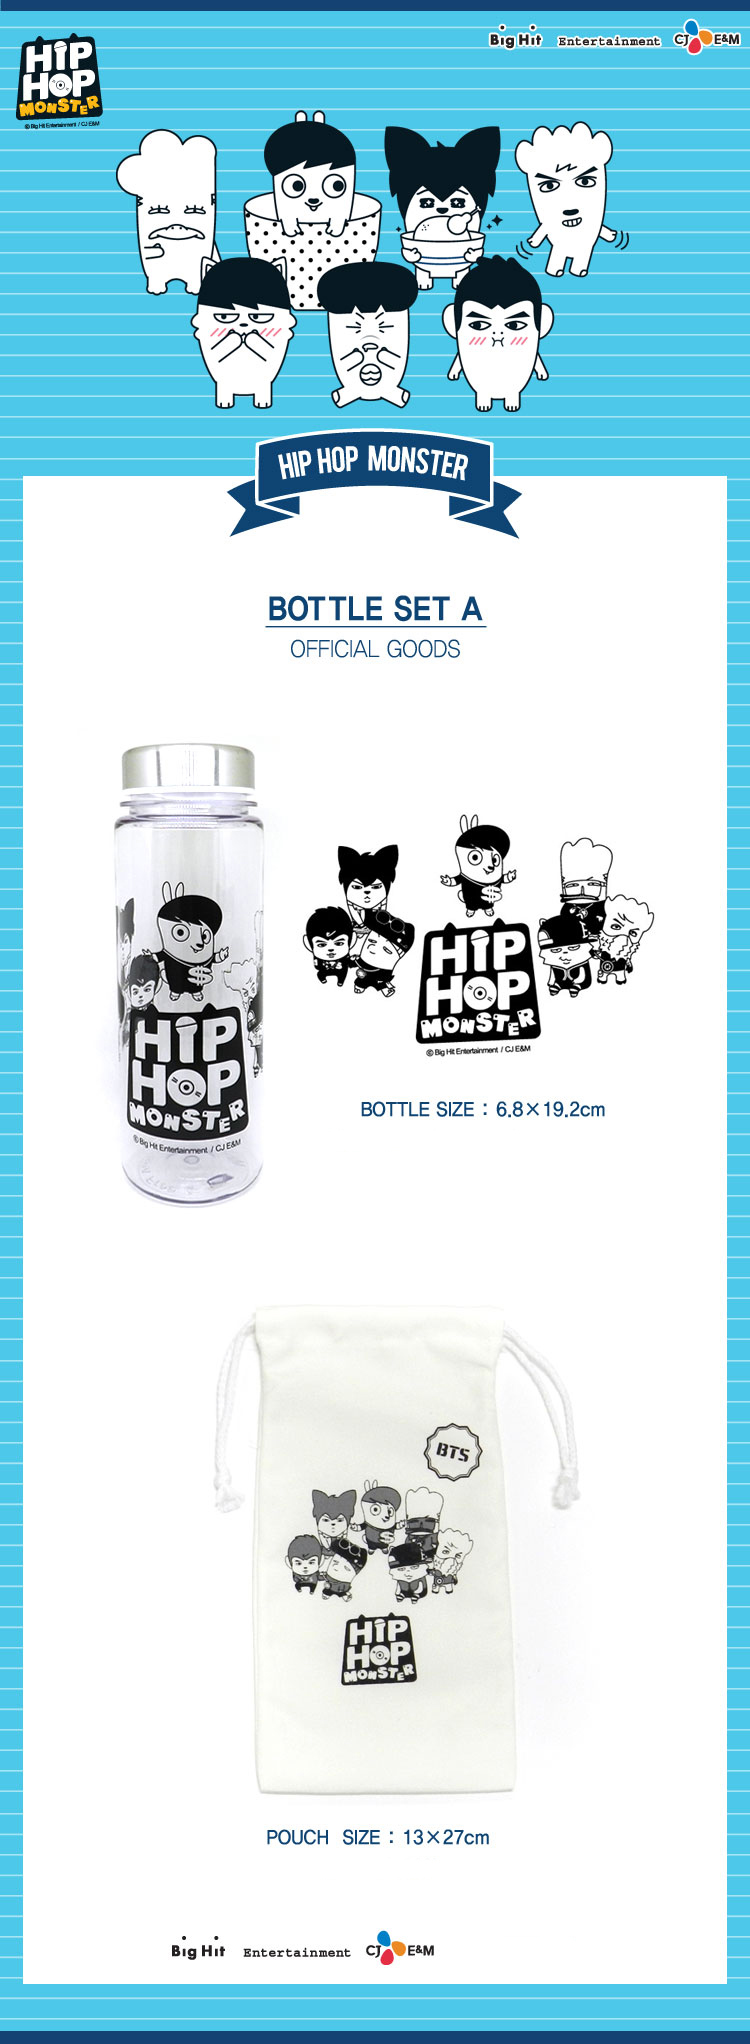 HIP
HOP
MONSTER
© Big Hit Entertainment / CJ E&M
Big Hit Entertainment CJ E&M
HIP HOP MONSTER
BOTTLE SET A
OFFICIAL GOODS
HIP
HOP
MONSTER
© Big Hit Entertainment / CJ E&M
HIP
HOP
MONSTER
© Big Hit Entertainment / CJ E&M
BOTTLE SIZE : 6.8×19.2cm
BTS
HIP
HOP
MONSTER
POUCH SIZE : 13×27cm
Big Hit Entertainment CJ E&M